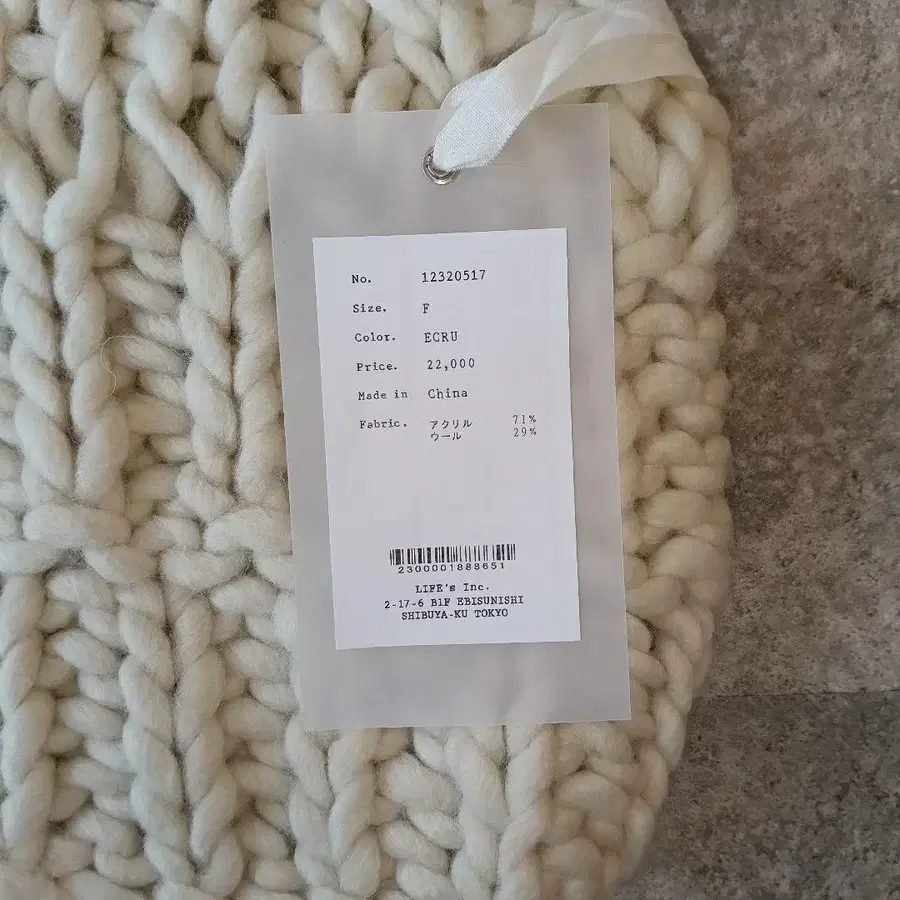 No. 12320517
Size. F
Color. ECRU
Price. 22,000
Made in China
Fabric. アクリル 71%
ウール 29%
2300001888651
LIFE's Inc.
2-17-6 B1F EBISUNISHI
SHIBUYA-KU TOKYO